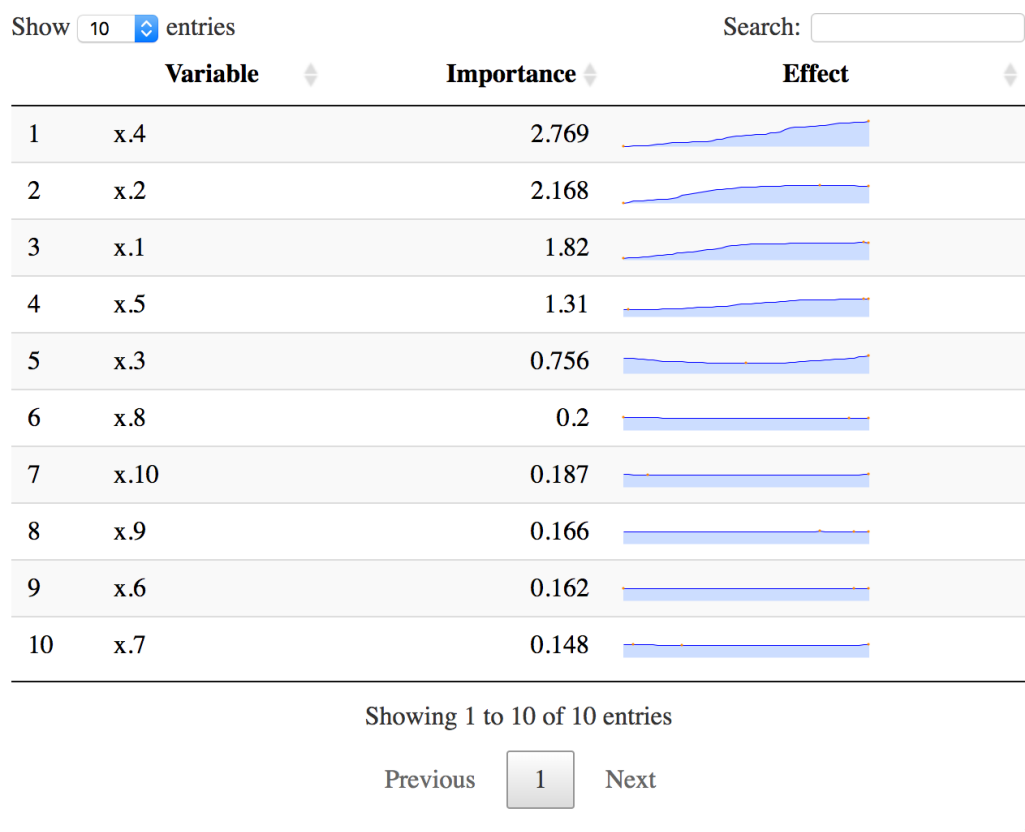 Show 10 entries Search:
Variable Importance Effect
1 x.4 2.769
2 x.2 2.168
3 x.1 1.82
4 x.5 1.31
5 x.3 0.756
6 x.8 0.2
7 x.10 0.187
8 x.9 0.166
9 x.6 0.162
10 x.7 0.148
Showing 1 to 10 of 10 entries
Previous 1 Next